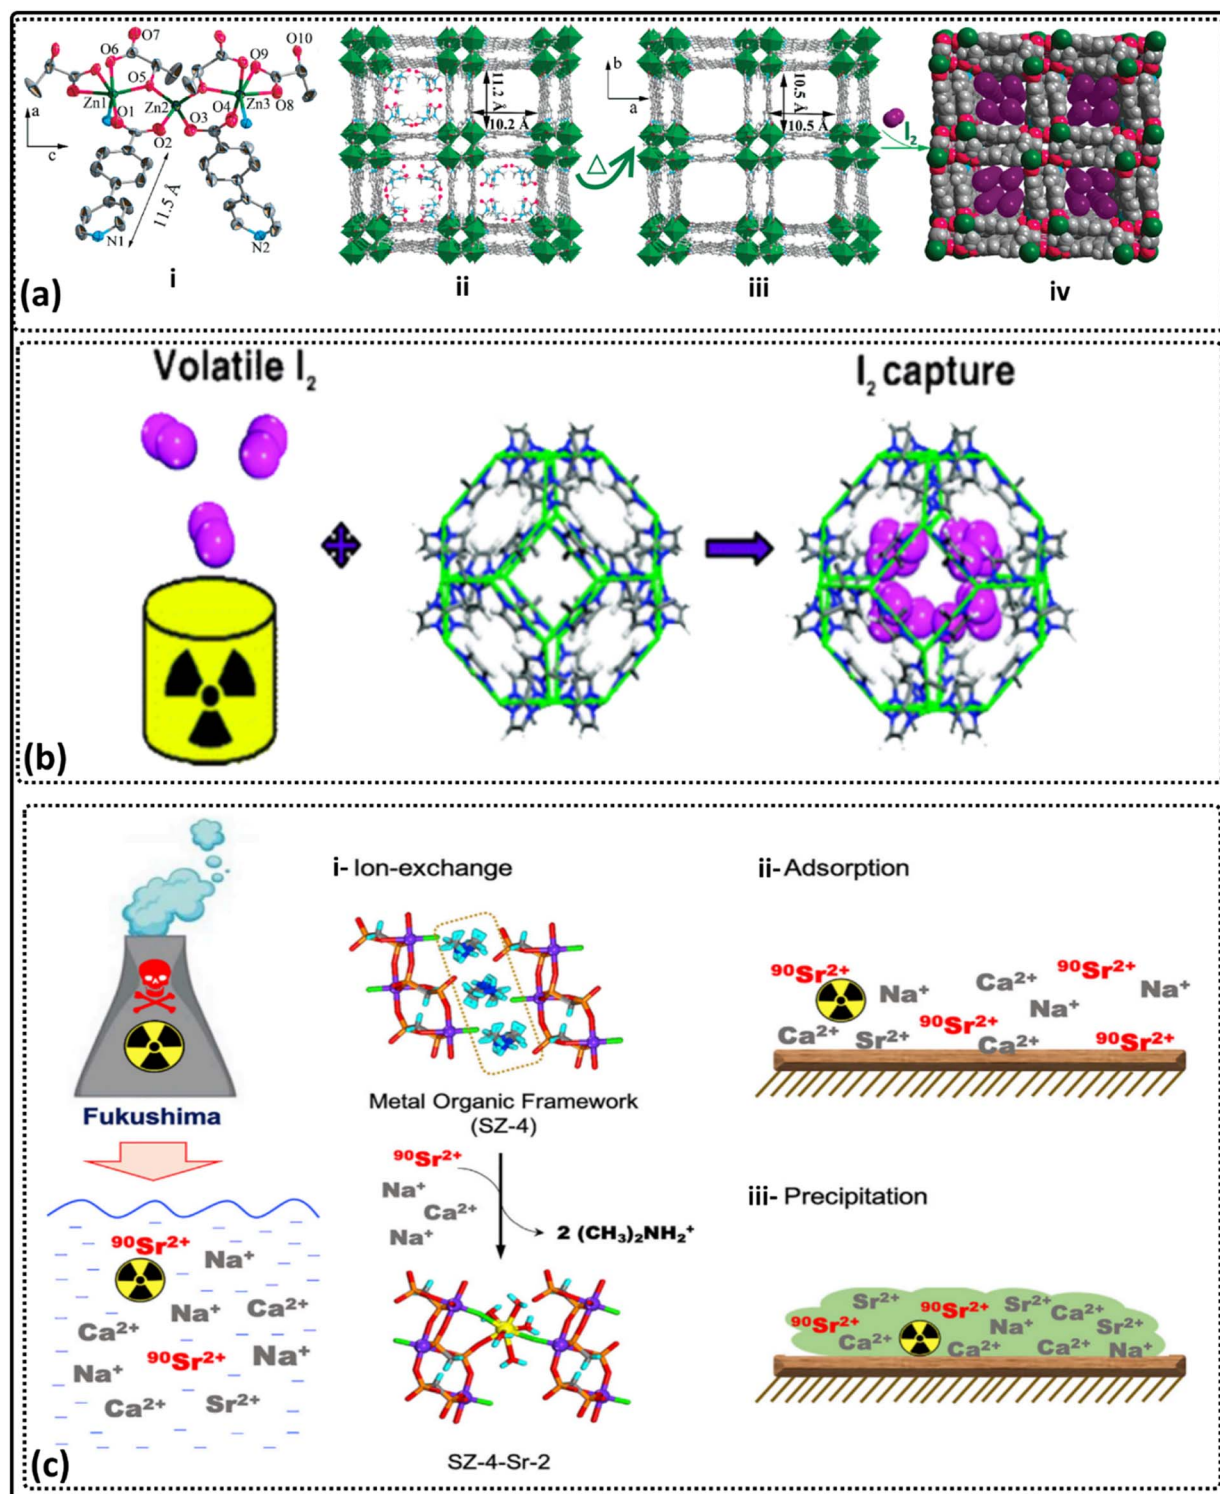 O7
O6
O9
O10
O5
Zn1
Zn2
Zn3
O1
O4
O8
O3
O2
a
c
11.5 Å
N1
N2
i
11.2 Å
10.2 Å
ii
△
b
a
10.5 Å
10.5 Å
iii
I₂
iv
(a)
Volatile I₂
I₂ capture
(b)
Fukushima
⁹⁰Sr²⁺
Na⁺
Na⁺
Ca²⁺
Ca²⁺
⁹⁰Sr²⁺
Na⁺
Na⁺
Ca²⁺
Sr²⁺
(c)
i- Ion-exchange
Metal Organic Framework
(SZ-4)
⁹⁰Sr²⁺
Na⁺
Ca²⁺
Na⁺
2 (CH₃)₂NH₂⁺
SZ-4-Sr-2
ii- Adsorption
⁹⁰Sr²⁺
Na⁺
Ca²⁺
⁹⁰Sr²⁺
Na⁺
Na⁺
Ca²⁺
Sr²⁺
⁹⁰Sr²⁺
Ca²⁺
⁹⁰Sr²⁺
iii- Precipitation
Sr²⁺
⁹⁰Sr²⁺
Sr²⁺
Ca²⁺
⁹⁰Sr²⁺
Na⁺
Sr²⁺
Ca²⁺
Ca²⁺
Ca²⁺
Na⁺